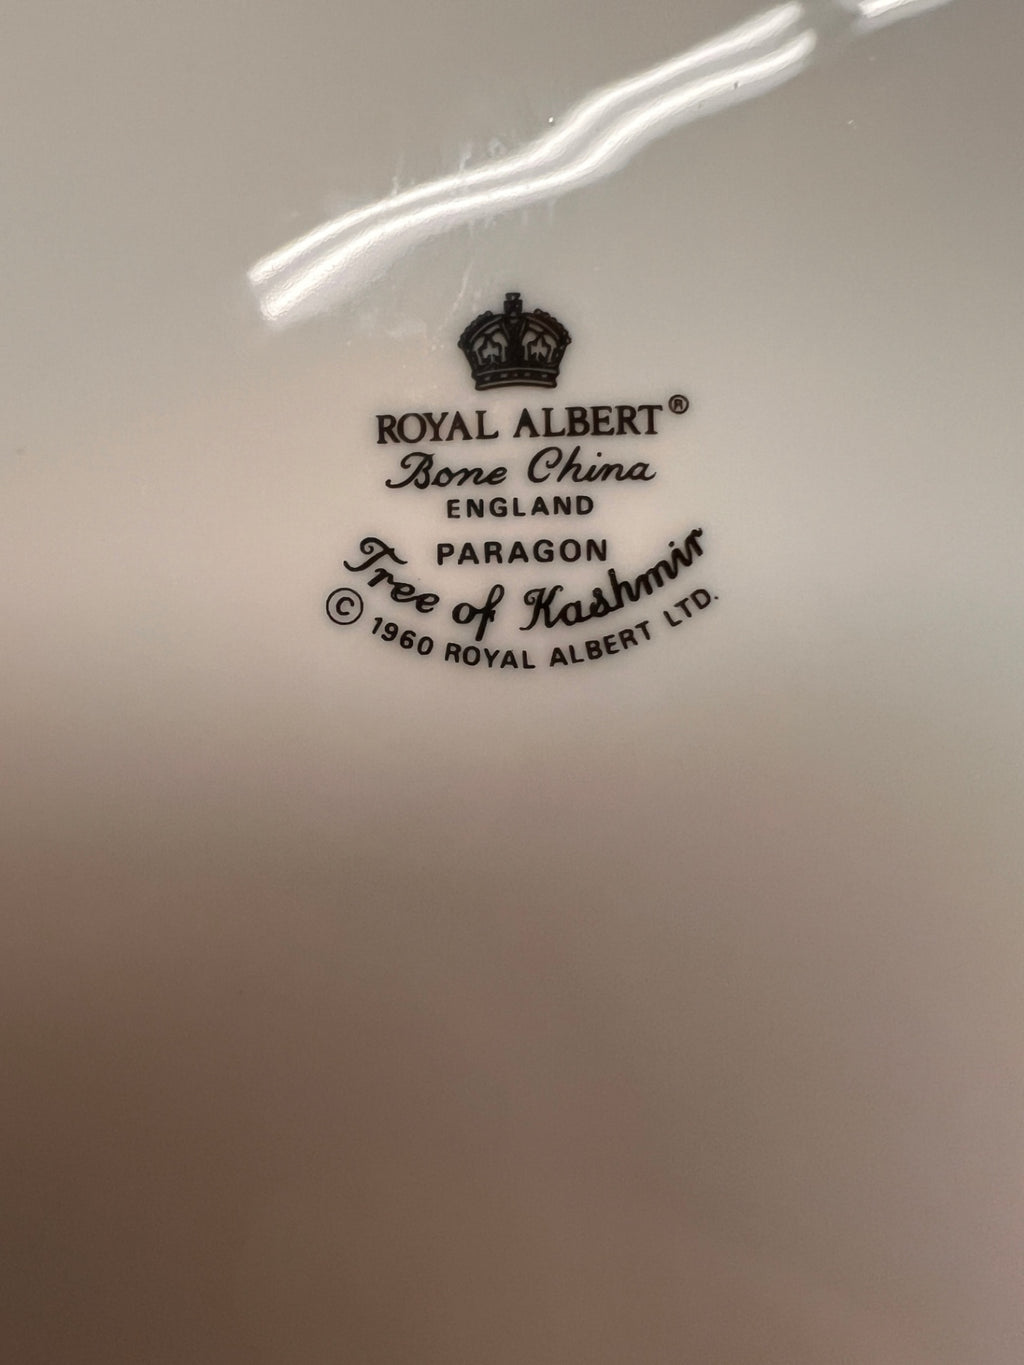 ROYAL ALBERT®
Bone China
ENGLAND
PARAGON
Tree of Kashmir
© 1960 ROYAL ALBERT LTD.